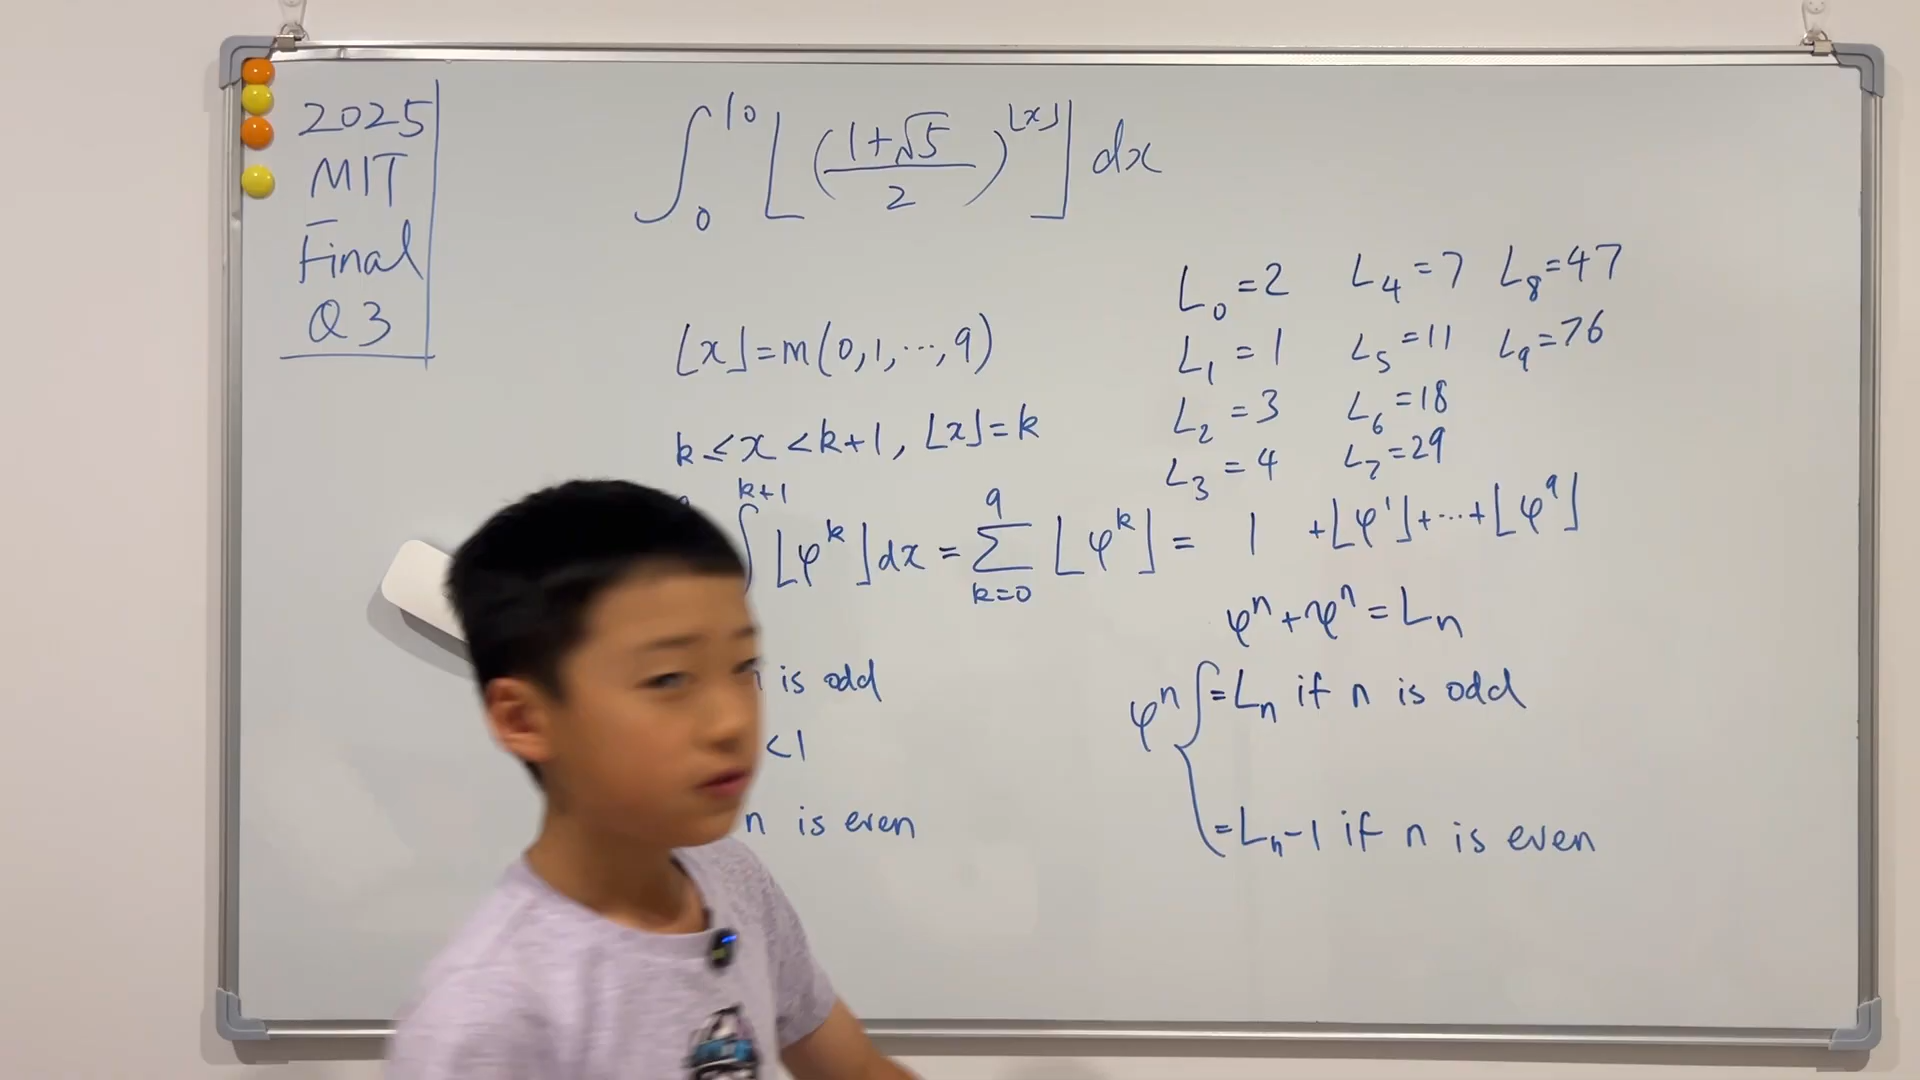 2025
MIT
Final
Q3
∫₀¹⁰ ⌊((1+√5)/2)^⌊x⌋⌋ dx
⌊x⌋=m(0,1,…,9)
k≤x<k+1, ⌊x⌋=k
L₀=2 L₄=7 L₈=47
L₁=1 L₅=11 L₉=76
L₂=3 L₆=18
L₃=4 L₇=29
∫^(k+1) ⌊φ^k⌋dx = ∑_(k=0)^9 ⌊φ^k⌋ = 1 +⌊φ¹⌋+⋯+⌊φ⁹⌋
φⁿ+ψⁿ=Lₙ
is odd
<1
n is even
φⁿ { =Lₙ if n is odd
=Lₙ-1 if n is even